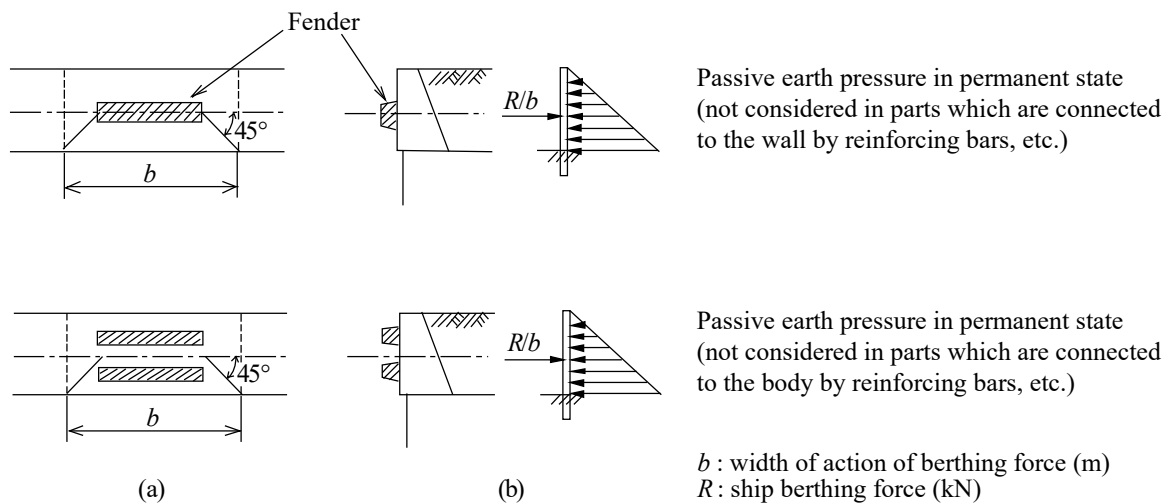 Fender
45°
b
R/b
Passive earth pressure in permanent state
(not considered in parts which are connected
to the wall by reinforcing bars, etc.)
45°
b
R/b
Passive earth pressure in permanent state
(not considered in parts which are connected
to the body by reinforcing bars, etc.)
b : width of action of berthing force (m)
R : ship berthing force (kN)
(a)
(b)